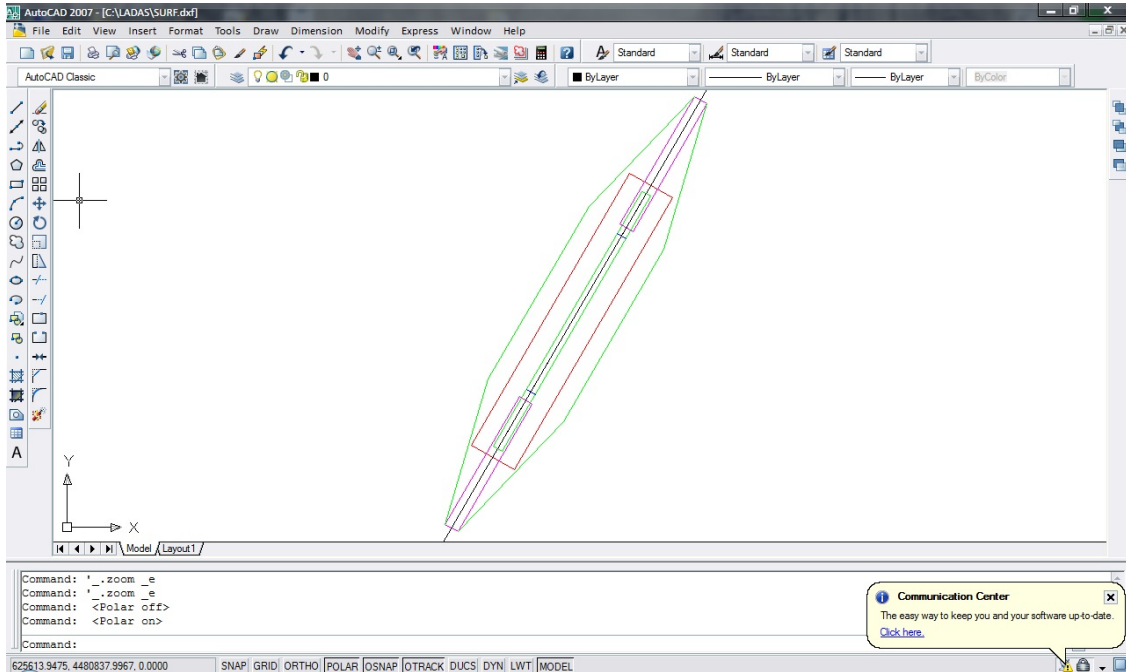 AutoCAD 2007 - [C:\LADAS\SURF.dxf]
File Edit View Insert Format Tools Draw Dimension Modify Express Window Help
Standard Standard Standard
AutoCAD Classic 0 ByLayer ByLayer ByLayer ByColor
A
Y
X
Model Layout1
Command: '_.zoom _e
Command: '_.zoom _e
Command: <Polar off>
Command: <Polar on>
Command:
Communication Center
The easy way to keep you and your software up-to-date.
Click here.
625613.9475, 4480837.9967, 0.0000 SNAP GRID ORTHO POLAR OSNAP OTRACK DUCS DYN LWT MODEL